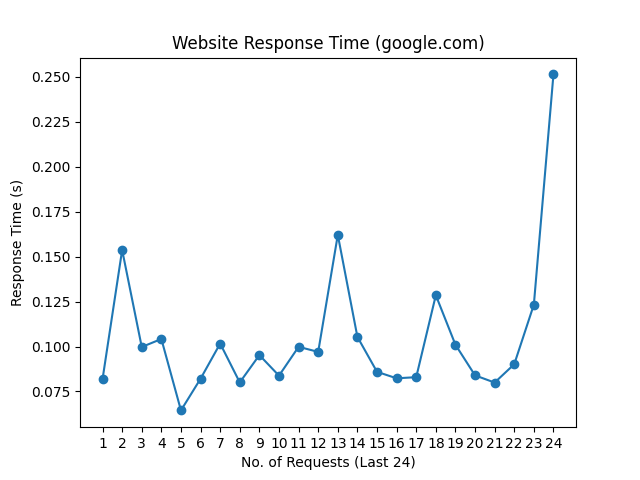 Website Response Time (google.com)
0.250
0.225
0.200
0.175
0.150
0.125
0.100
0.075
Response Time (s)
1 2 3 4 5 6 7 8 9 10 11 12 13 14 15 16 17 18 19 20 21 22 23 24
No. of Requests (Last 24)